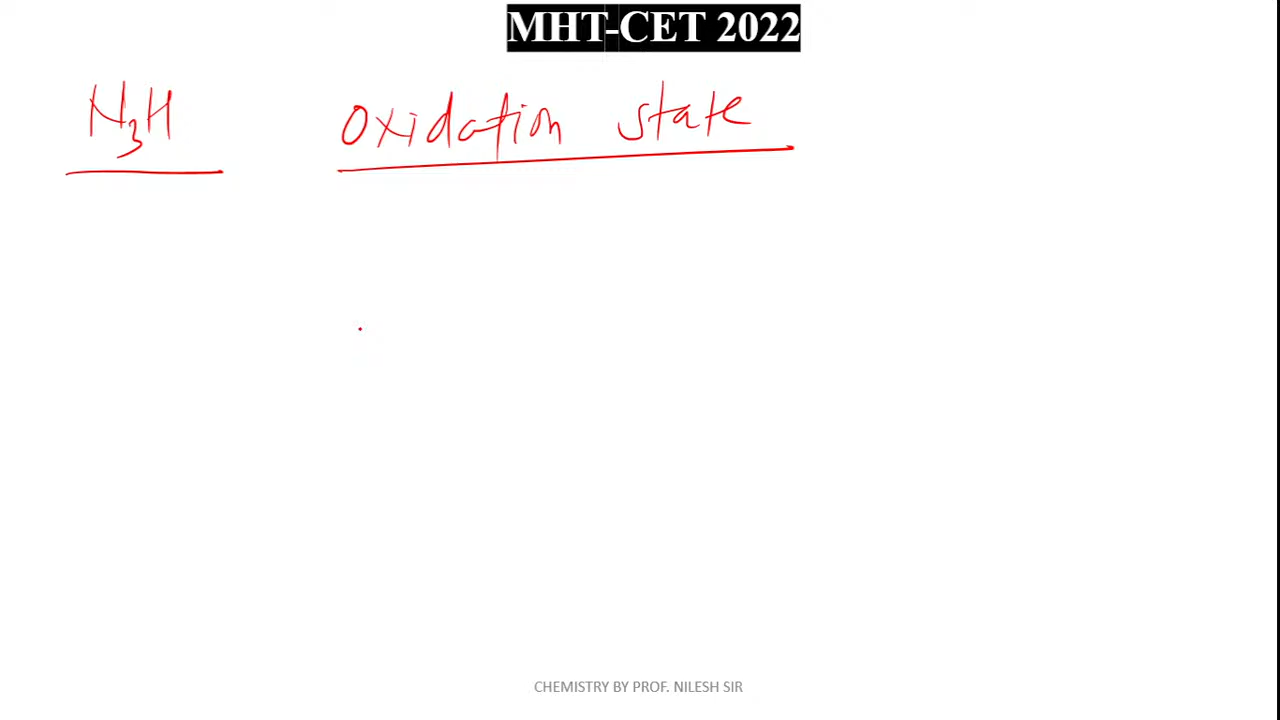 MHT-CET 2022
N3H oxidation state
CHEMISTRY BY PROF. NILESH SIR